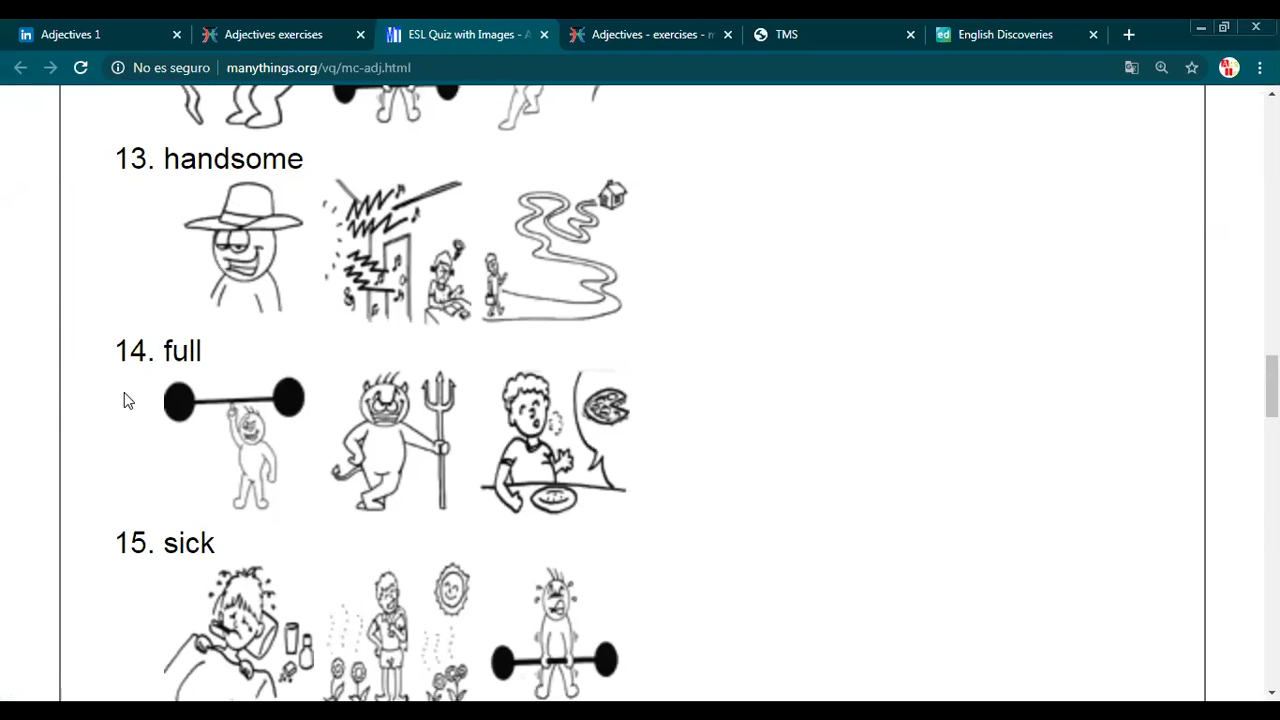 Adjectives 1
Adjectives exercises
ESL Quiz with Images - A
Adjectives - exercises - m
TMS
English Discoveries
No es seguro
manythings.org/vq/mc-adj.html
13. handsome
14. full
15. sick